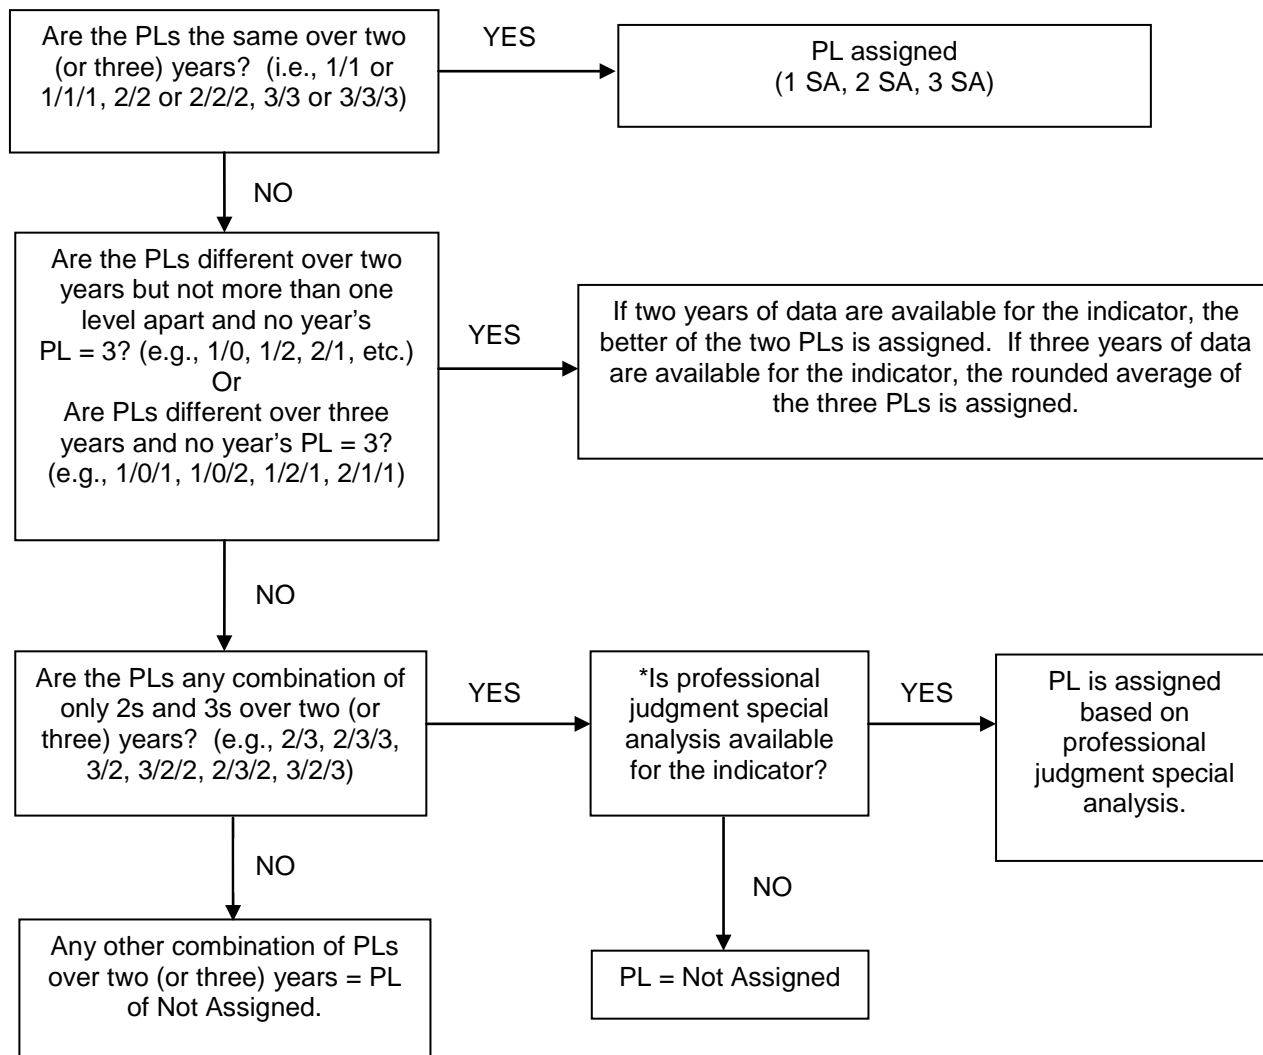 Are the PLs the same over two
(or three) years? (i.e., 1/1 or
1/1/1, 2/2 or 2/2/2, 3/3 or 3/3/3)
YES
PL assigned
(1 SA, 2 SA, 3 SA)
NO
Are the PLs different over two
years but not more than one
level apart and no year's
PL = 3? (e.g., 1/0, 1/2, 2/1, etc.)
Or
Are PLs different over three
years and no year's PL = 3?
(e.g., 1/0/1, 1/0/2, 1/2/1, 2/1/1)
YES
If two years of data are available for the indicator, the
better of the two PLs is assigned. If three years of data
are available for the indicator, the rounded average of
the three PLs is assigned.
NO
Are the PLs any combination of
only 2s and 3s over two (or
three) years? (e.g., 2/3, 2/3/3,
3/2, 3/2/2, 2/3/2, 3/2/3)
YES
*Is professional
judgment special
analysis available
for the indicator?
YES
PL is assigned
based on
professional
judgment special
analysis.
NO
NO
Any other combination of PLs
over two (or three) years = PL
of Not Assigned.
PL = Not Assigned